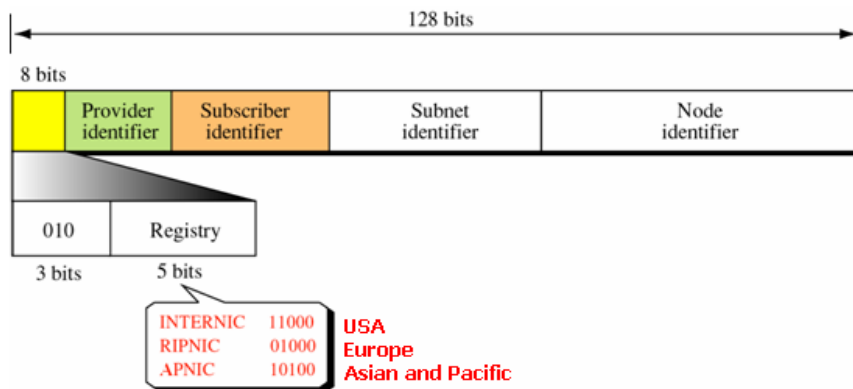 128 bits
8 bits
Provider identifier
Subscriber identifier
Subnet identifier
Node identifier
010
Registry
3 bits
5 bits
INTERNIC 11000 USA
RIPNIC 01000 Europe
APNIC 10100 Asian and Pacific